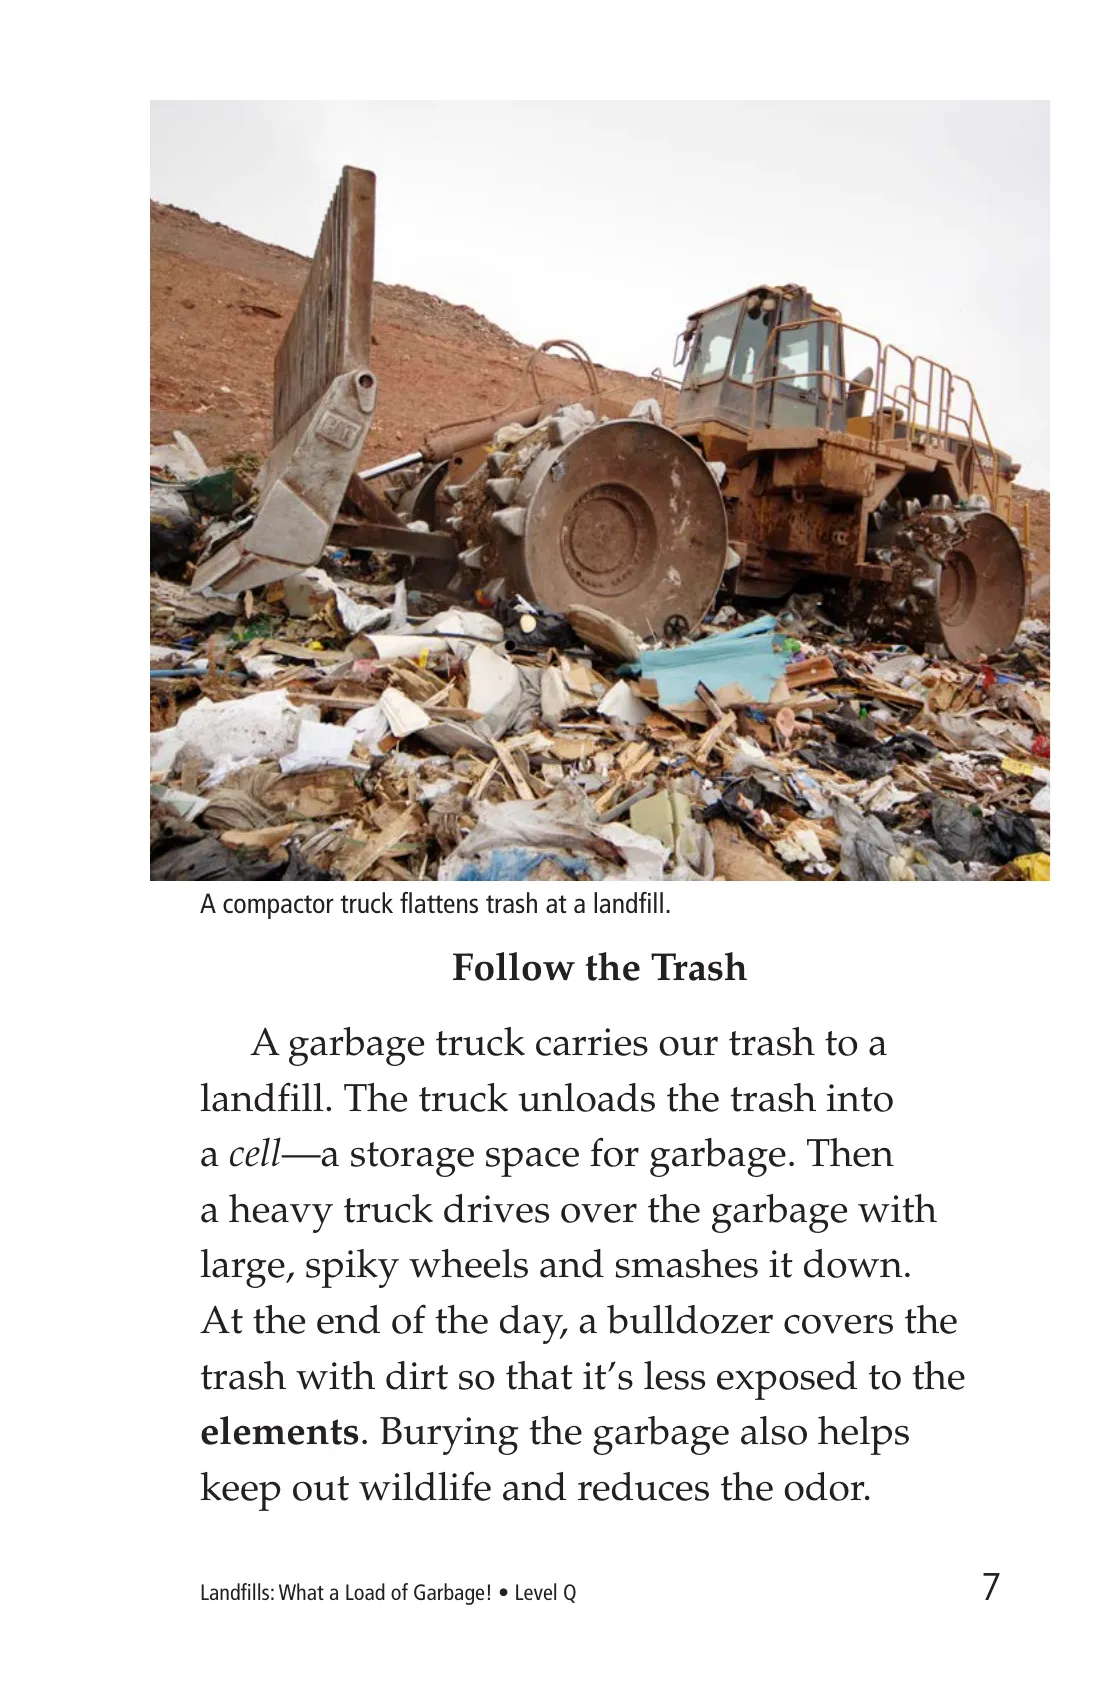 CAT
A compactor truck flattens trash at a landfill.
Follow the Trash
A garbage truck carries our trash to a
landfill. The truck unloads the trash into
a cell—a storage space for garbage. Then
a heavy truck drives over the garbage with
large, spiky wheels and smashes it down.
At the end of the day, a bulldozer covers the
trash with dirt so that it’s less exposed to the
elements. Burying the garbage also helps
keep out wildlife and reduces the odor.
Landfills: What a Load of Garbage! • Level Q
7